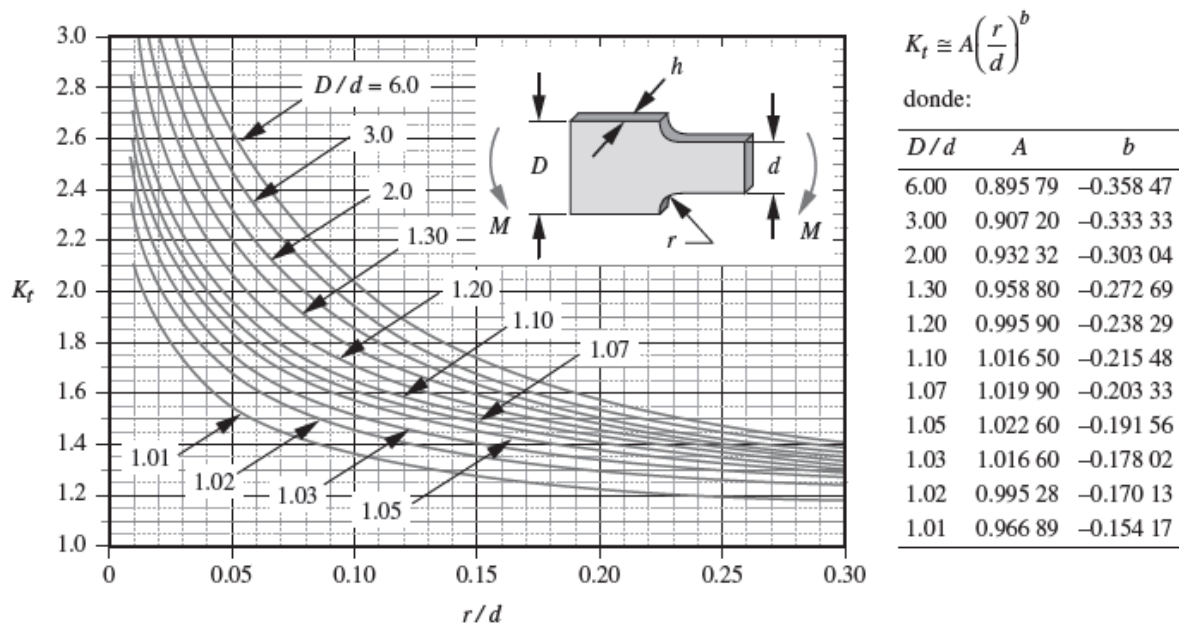 3.0
2.8
2.6
2.4
2.2
2.0
1.8
1.6
1.4
1.2
1.0
K_t
0 0.05 0.10 0.15 0.20 0.25 0.30
r / d
D / d = 6.0
3.0
2.0
1.30
1.20
1.10
1.07
1.01
1.02
1.03
1.05
h
D
d
M
r
M
K_t ≅ A(r/d)^b
donde:
D / d A b
6.00 0.895 79 –0.358 47
3.00 0.907 20 –0.333 33
2.00 0.932 32 –0.303 04
1.30 0.958 80 –0.272 69
1.20 0.995 90 –0.238 29
1.10 1.016 50 –0.215 48
1.07 1.019 90 –0.203 33
1.05 1.022 60 –0.191 56
1.03 1.016 60 –0.178 02
1.02 0.995 28 –0.170 13
1.01 0.966 89 –0.154 17